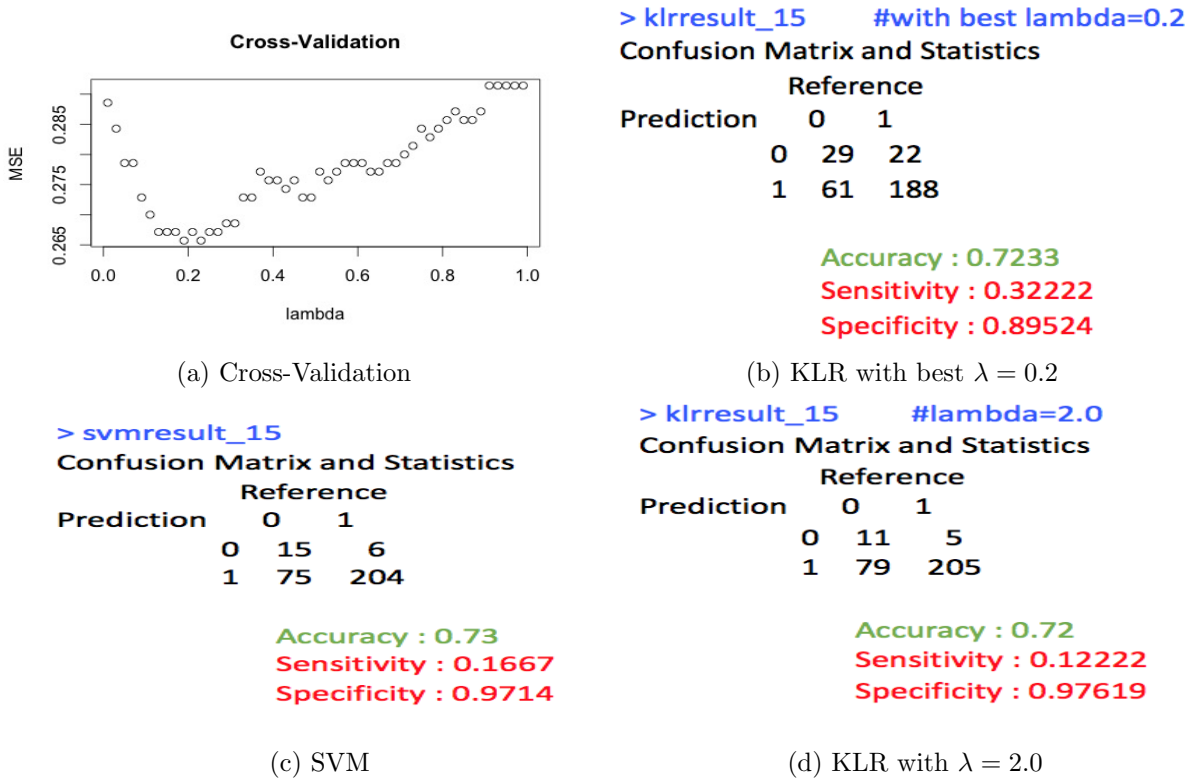 Cross-Validation
MSE
0.285
0.275
0.265
0.0 0.2 0.4 0.6 0.8 1.0
lambda
(a) Cross-Validation
> klrresult_15 #with best lambda=0.2
Confusion Matrix and Statistics
Reference
Prediction 0 1
0 29 22
1 61 188
Accuracy : 0.7233
Sensitivity : 0.32222
Specificity : 0.89524
(b) KLR with best λ = 0.2
> svmresult_15
Confusion Matrix and Statistics
Reference
Prediction 0 1
0 15 6
1 75 204
Accuracy : 0.73
Sensitivity : 0.1667
Specificity : 0.9714
(c) SVM
> klrresult_15 #lambda=2.0
Confusion Matrix and Statistics
Reference
Prediction 0 1
0 11 5
1 79 205
Accuracy : 0.72
Sensitivity : 0.12222
Specificity : 0.97619
(d) KLR with λ = 2.0